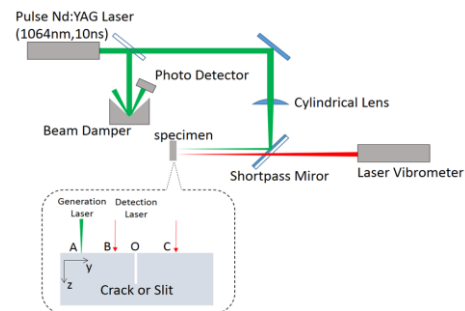 Pulse Nd:YAG Laser
(1064nm,10ns)
Photo Detector
Cylindrical Lens
Beam Damper
specimen
Shortpass Miror
Laser Vibrometer
Generation
Laser
Detection
Laser
A
B
O
C
y
z
Crack or Slit